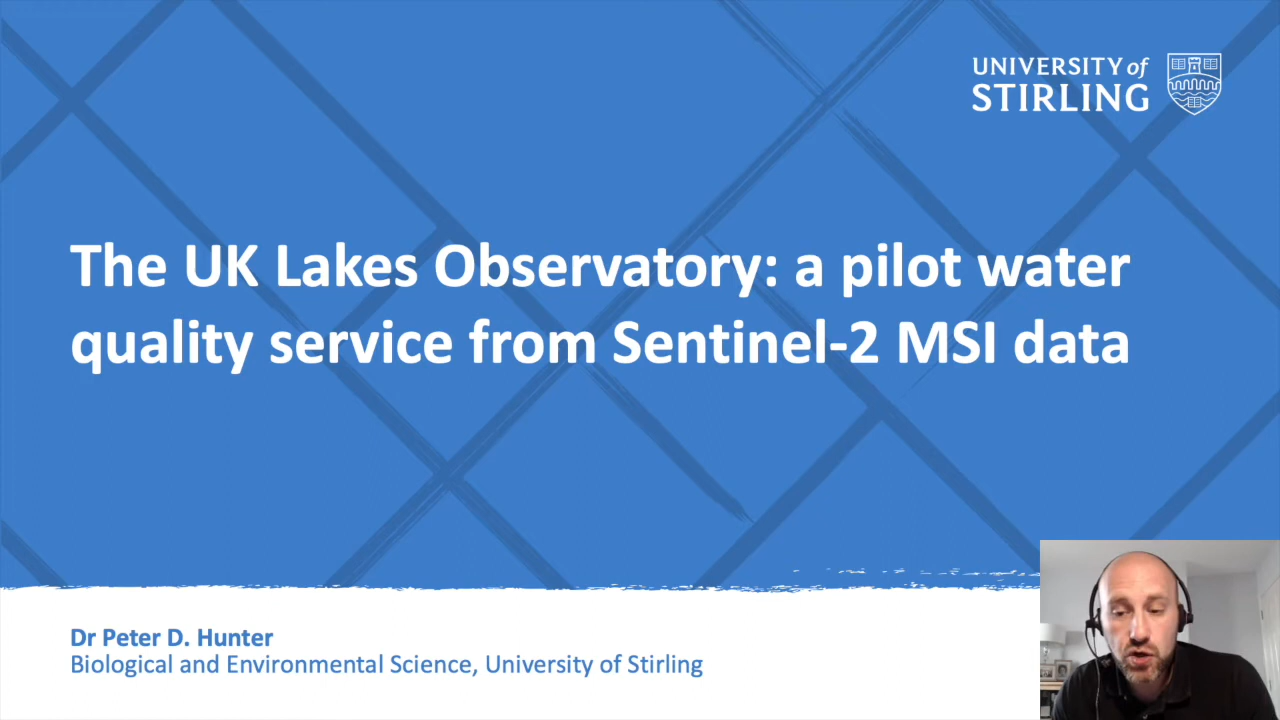 UNIVERSITY of
STIRLING
The UK Lakes Observatory: a pilot water
quality service from Sentinel-2 MSI data
Dr Peter D. Hunter
Biological and Environmental Science, University of Stirling